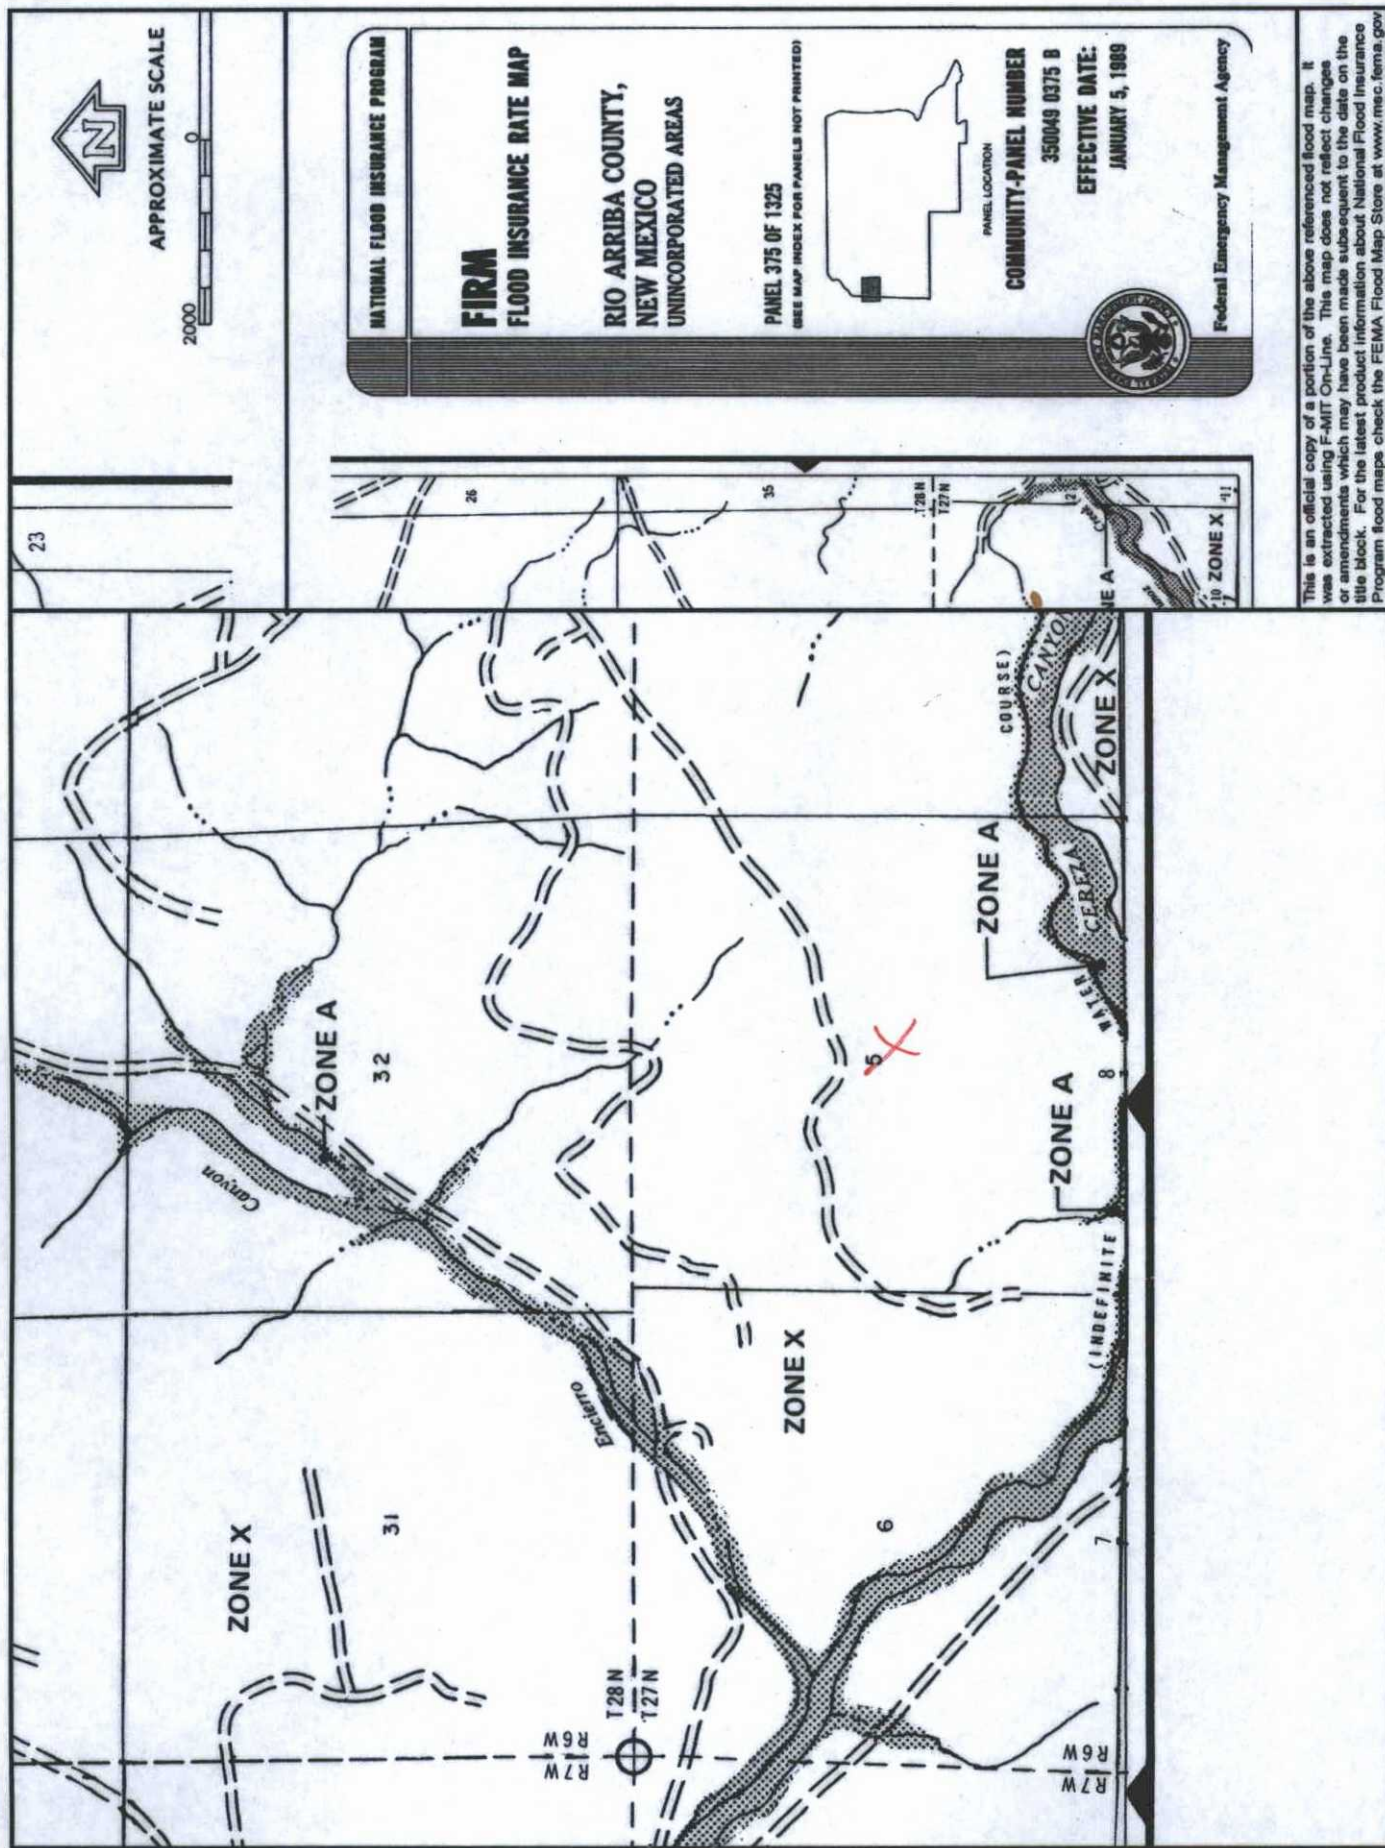 APPROXIMATE SCALE
2000
0
N
NATIONAL FLOOD INSURANCE PROGRAM
FIRM
FLOOD INSURANCE RATE MAP
RIO ARRIBA COUNTY,
NEW MEXICO
UNINCORPORATED AREAS
PANEL 375 OF 1325
(SEE MAP INDEX FOR PANELS NOT PRINTED)
PANEL LOCATION
COMMUNITY-PANEL NUMBER
350049 0375 B
EFFECTIVE DATE:
JANUARY 5, 1989
Federal Emergency Management Agency
This is an official copy of a portion of the above referenced flood map. It
was extracted using F-MIT On-Line. This map does not reflect changes
or amendments which may have been made subsequent to the date on the
title block. For the latest product information about National Flood Insurance
Program flood maps check the FEMA Flood Map Store at www.msc.fema.gov
23
26
35
T28N
T27N
12
Creek
NE A
ZONE X
10
11
ZONE X
31
ZONE A
32
Canyon
Encierro
R6W
R7W
T28N
T27N
ZONE X
5
6
ZONE A
ZONE A
COURSE)
CANYON
CEREZA
WATER
ZONE X
8
(INDEFINITE
7
R6W
R7W